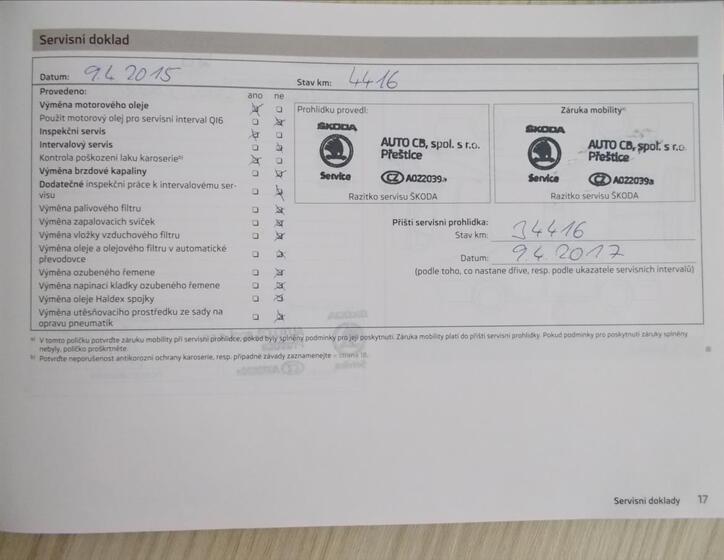 Servisní doklad
Datum: 9.4.2015 Stav km: 4416
Provedeno: ano ne
Výměna motorového oleje
Použit motorový olej pro servisní interval QI6
Inspekční servis
Intervalový servis
Kontrola poškození laku karoserie b)
Výměna brzdové kapaliny
Dodatečné inspekční práce k intervalovému ser-
visu
Výměna palivového filtru
Výměna zapalovacích svíček
Výměna vložky vzduchového filtru
Výměna oleje a olejového filtru v automatické
převodovce
Výměna ozubeného řemene
Výměna napínací kladky ozubeného řemene
Výměna oleje Haldex spojky
Výměna utěsňovacího prostředku ze sady na
opravu pneumatik
Prohlídku provedl:
ŠKODA
AUTO CB, spol. s r.o.
Přeštice
Service
CZ A022039a
Razítko servisu ŠKODA
Záruka mobility a)
ŠKODA
AUTO CB, spol. s r.o.
Přeštice
Service
CZ A022039a
Razítko servisu ŠKODA
Příští servisní prohlídka:
Stav km: 34416
Datum: 9.4.2017
(podle toho, co nastane dříve, resp. podle ukazatele servisních intervalů)
a) V tomto políčku potvrďte záruku mobility při servisní prohlídce, pokud byly splněny podmínky pro její poskytnutí. Záruka mobility platí do příští servisní prohlídky. Pokud podmínky pro poskytnutí záruky splněny
nebyly, políčko proškrtněte.
b) Potvrďte neporušenost antikorozní ochrany karoserie, resp. případné závady zaznamenejte » strana 18.
Servisní doklady 17